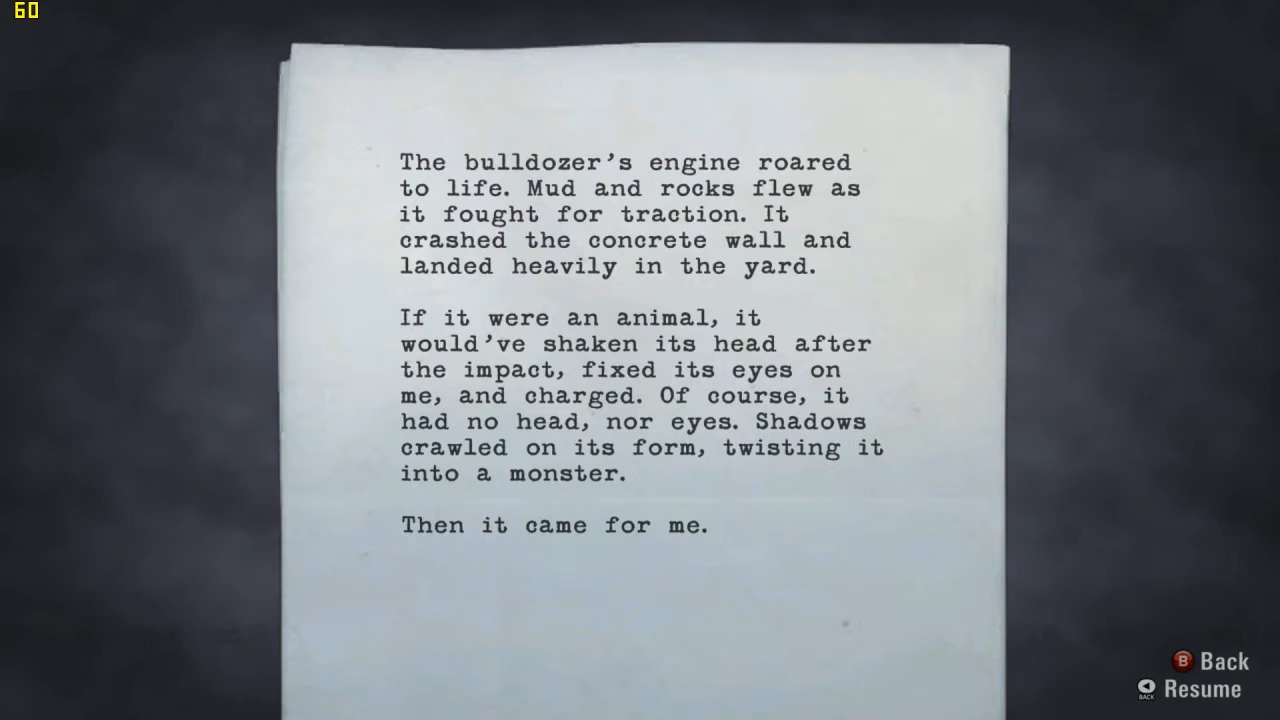 60
The bulldozer's engine roared
to life. Mud and rocks flew as
it fought for traction. It
crashed the concrete wall and
landed heavily in the yard.
If it were an animal, it
would've shaken its head after
the impact, fixed its eyes on
me, and charged. Of course, it
had no head, nor eyes. Shadows
crawled on its form, twisting it
into a monster.
Then it came for me.
B Back
BACK Resume